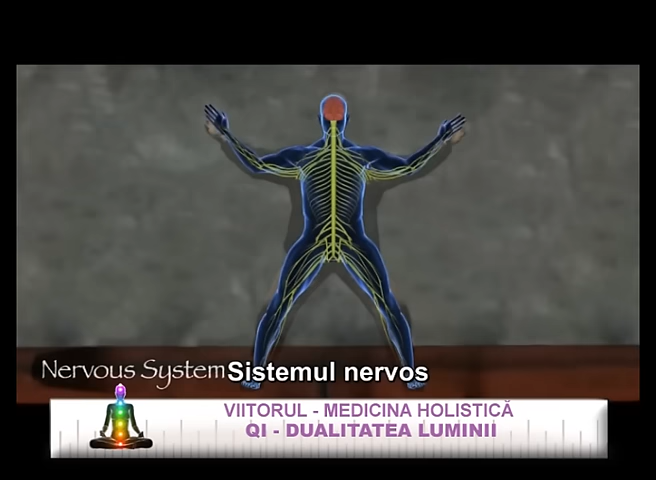 Nervous System Sistemul nervos
VIITORUL - MEDICINA HOLISTICĂ
QI - DUALITATEA LUMINII